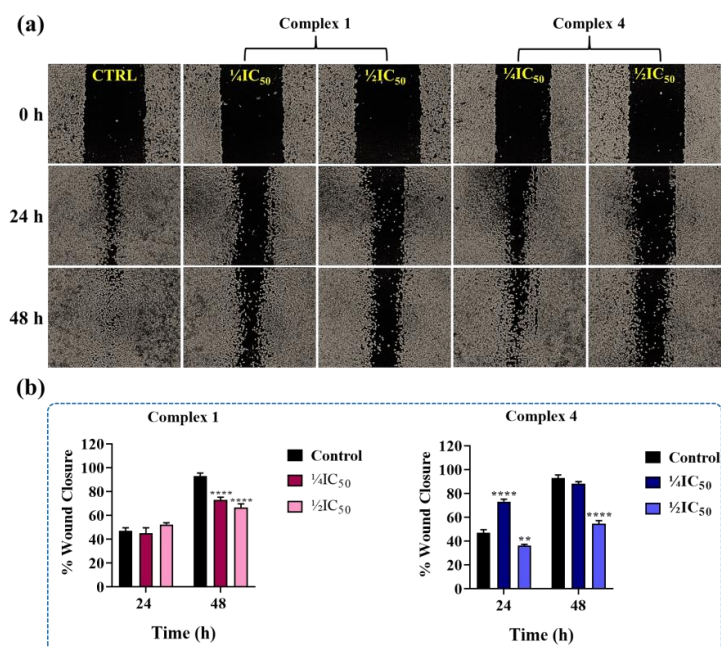 (a)
Complex 1
Complex 4
CTRL
¼IC₅₀
½IC₅₀
¼IC₅₀
½IC₅₀
0 h
24 h
48 h
(b)
Complex 1
% Wound Closure
120
100
80
60
40
20
0
****
****
24
48
Time (h)
Control
¼IC₅₀
½IC₅₀
Complex 4
% Wound Closure
120
100
80
60
40
20
0
****
**
****
24
48
Time (h)
Control
¼IC₅₀
½IC₅₀